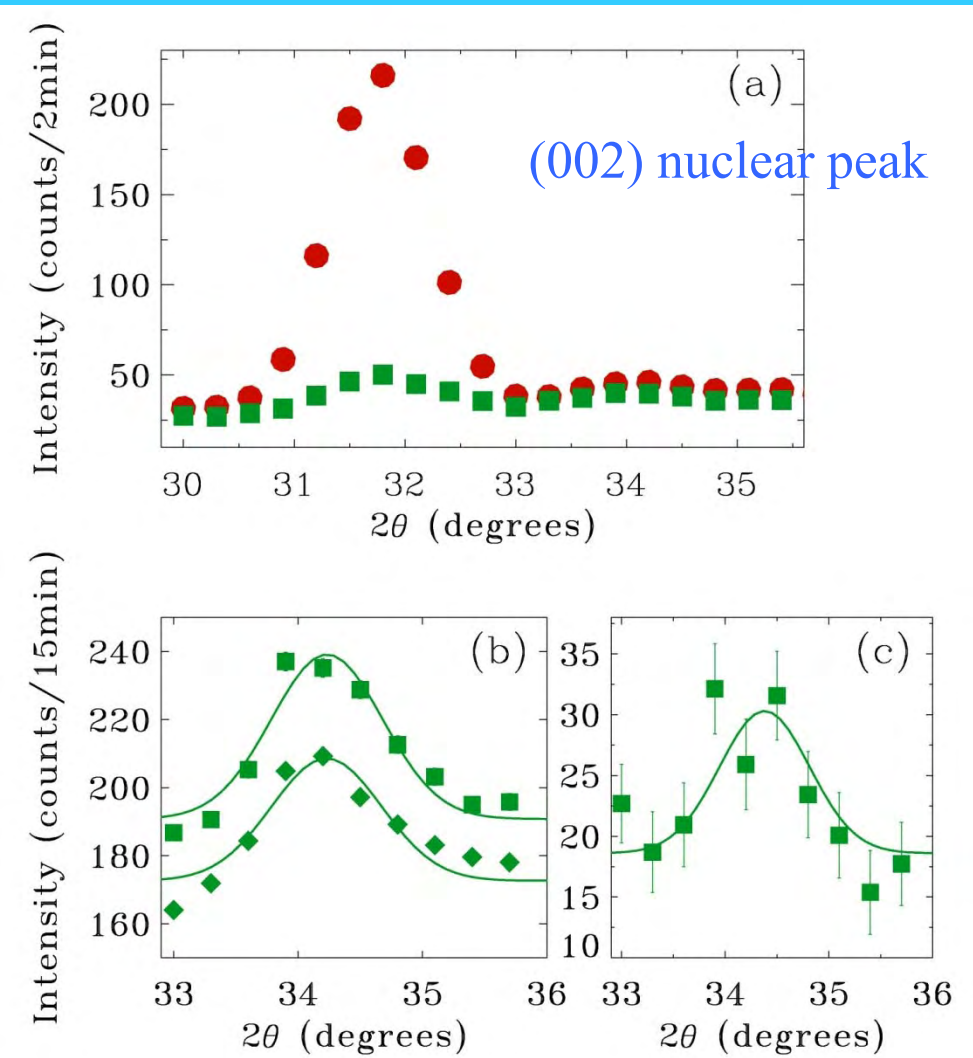 Intensity (counts/2min)
200
150
100
50
(a)
(002) nuclear peak
30 31 32 33 34 35
2θ (degrees)
Intensity (counts/15min)
240
220
200
180
160
(b)
33 34 35 36
2θ (degrees)
35
30
25
20
15
10
(c)
33 34 35 36
2θ (degrees)